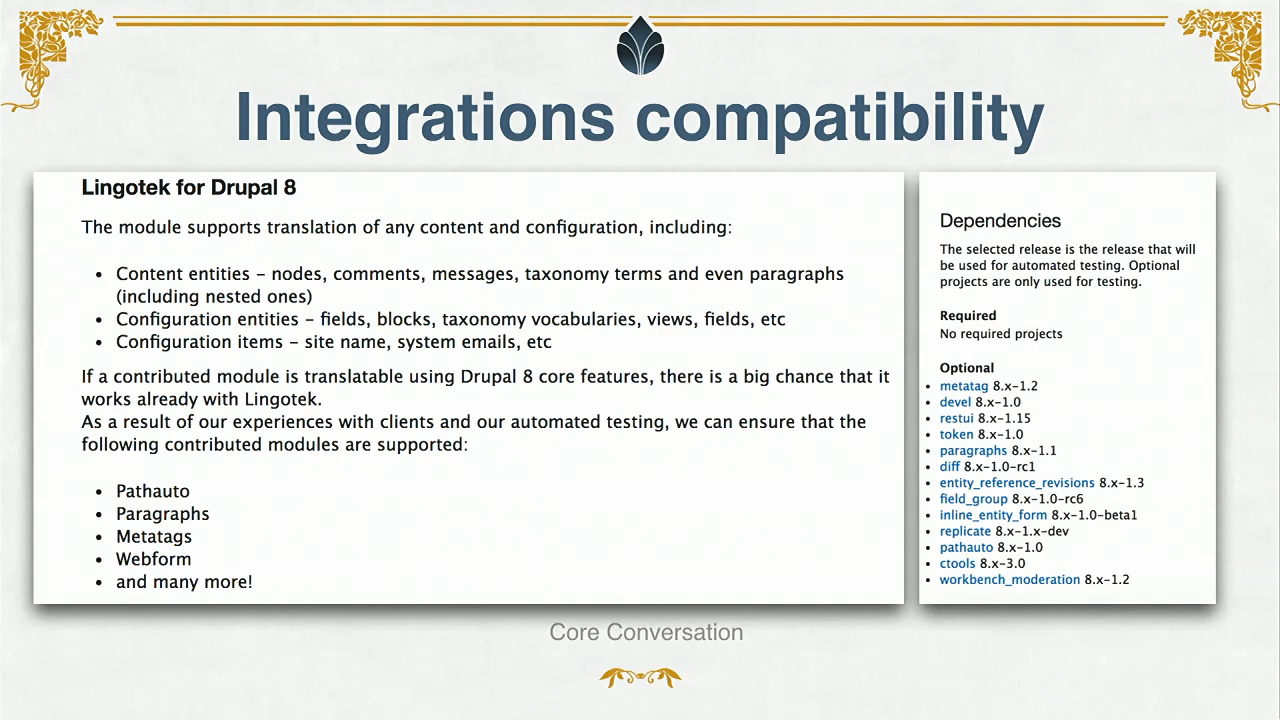 Integrations compatibility
Lingotek for Drupal 8
The module supports translation of any content and configuration, including:
• Content entities – nodes, comments, messages, taxonomy terms and even paragraphs
(including nested ones)
• Configuration entities – fields, blocks, taxonomy vocabularies, views, fields, etc
• Configuration items – site name, system emails, etc
If a contributed module is translatable using Drupal 8 core features, there is a big chance that it
works already with Lingotek.
As a result of our experiences with clients and our automated testing, we can ensure that the
following contributed modules are supported:
• Pathauto
• Paragraphs
• Metatags
• Webform
• and many more!
Dependencies
The selected release is the release that will
be used for automated testing. Optional
projects are only used for testing.
Required
No required projects
Optional
• metatag 8.x-1.2
• devel 8.x-1.0
• restui 8.x-1.15
• token 8.x-1.0
• paragraphs 8.x-1.1
• diff 8.x-1.0-rc1
• entity_reference_revisions 8.x-1.3
• field_group 8.x-1.0-rc6
• inline_entity_form 8.x-1.0-beta1
• replicate 8.x-1.x-dev
• pathauto 8.x-1.0
• ctools 8.x-3.0
• workbench_moderation 8.x-1.2
Core Conversation